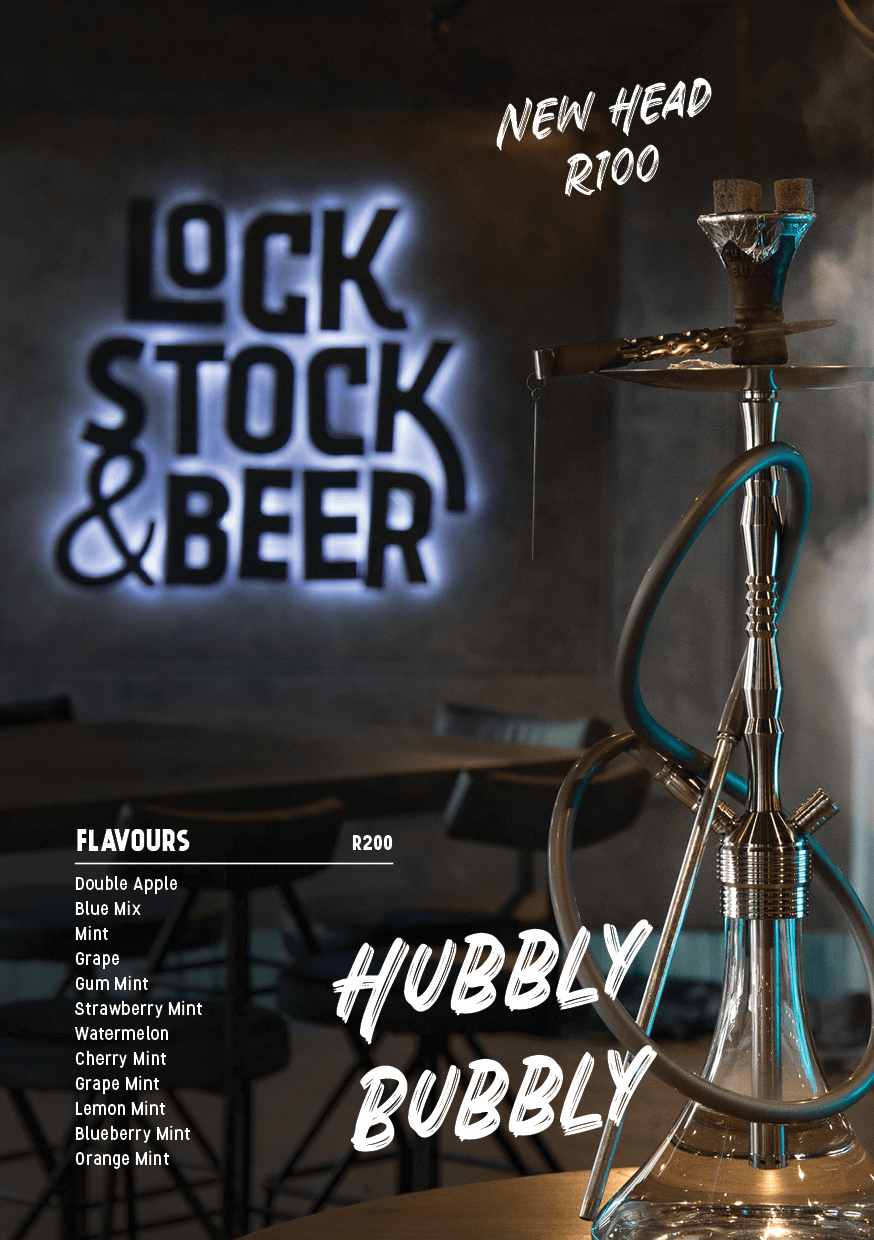 NEW HEAD
R100
LOCK
STOCK
& BEER
FLAVOURS R200
Double Apple
Blue Mix
Mint
Grape
Gum Mint
Strawberry Mint
Watermelon
Cherry Mint
Grape Mint
Lemon Mint
Blueberry Mint
Orange Mint
HUBBLY
BUBBLY